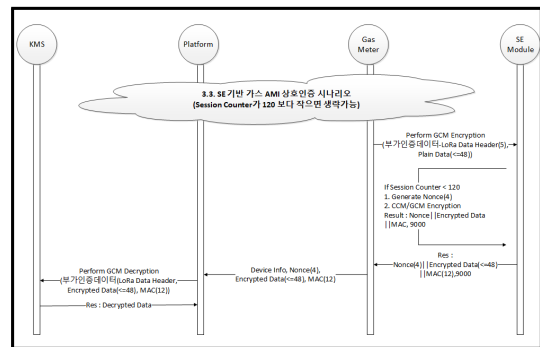 KMS
Platform
Gas
Meter
SE
Module
3.3. SE 기반 가스 AMI 상호인증 시나리오
(Session Counter가 120 보다 작으면 생략가능)
Perform GCM Encryption
(부가인증데이터-LoRa Data Header(5),
Plain Data(<=48))
If Session Counter < 120
1. Generate Nonce(4)
2. CCM/GCM Encryption
Result : Nonce||Encrypted Data
||MAC, 9000
Res :
Nonce(4)||Encrypted Data(<=48)
||MAC(12),9000
Device Info, Nonce(4),
Encrypted Data(<=48), MAC(12)
Perform GCM Decryption
(부가인증데이터(LoRa Data Header,
Encrypted Data(<=48), MAC(12))
Res : Decrypted Data